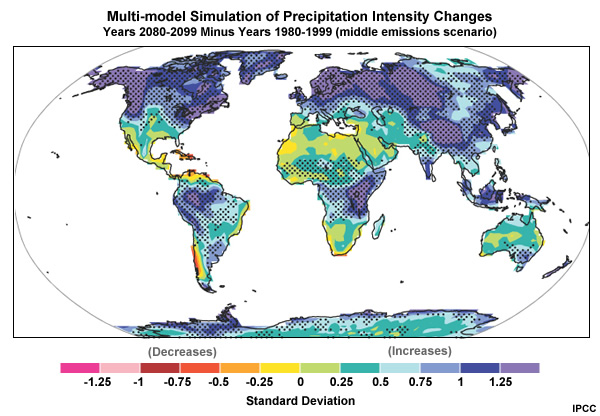 Multi-model Simulation of Precipitation Intensity Changes
Years 2080-2099 Minus Years 1980-1999 (middle emissions scenario)
(Decreases) (Increases)
-1.25 -1 -0.75 -0.5 -0.25 0 0.25 0.5 0.75 1 1.25
Standard Deviation
IPCC